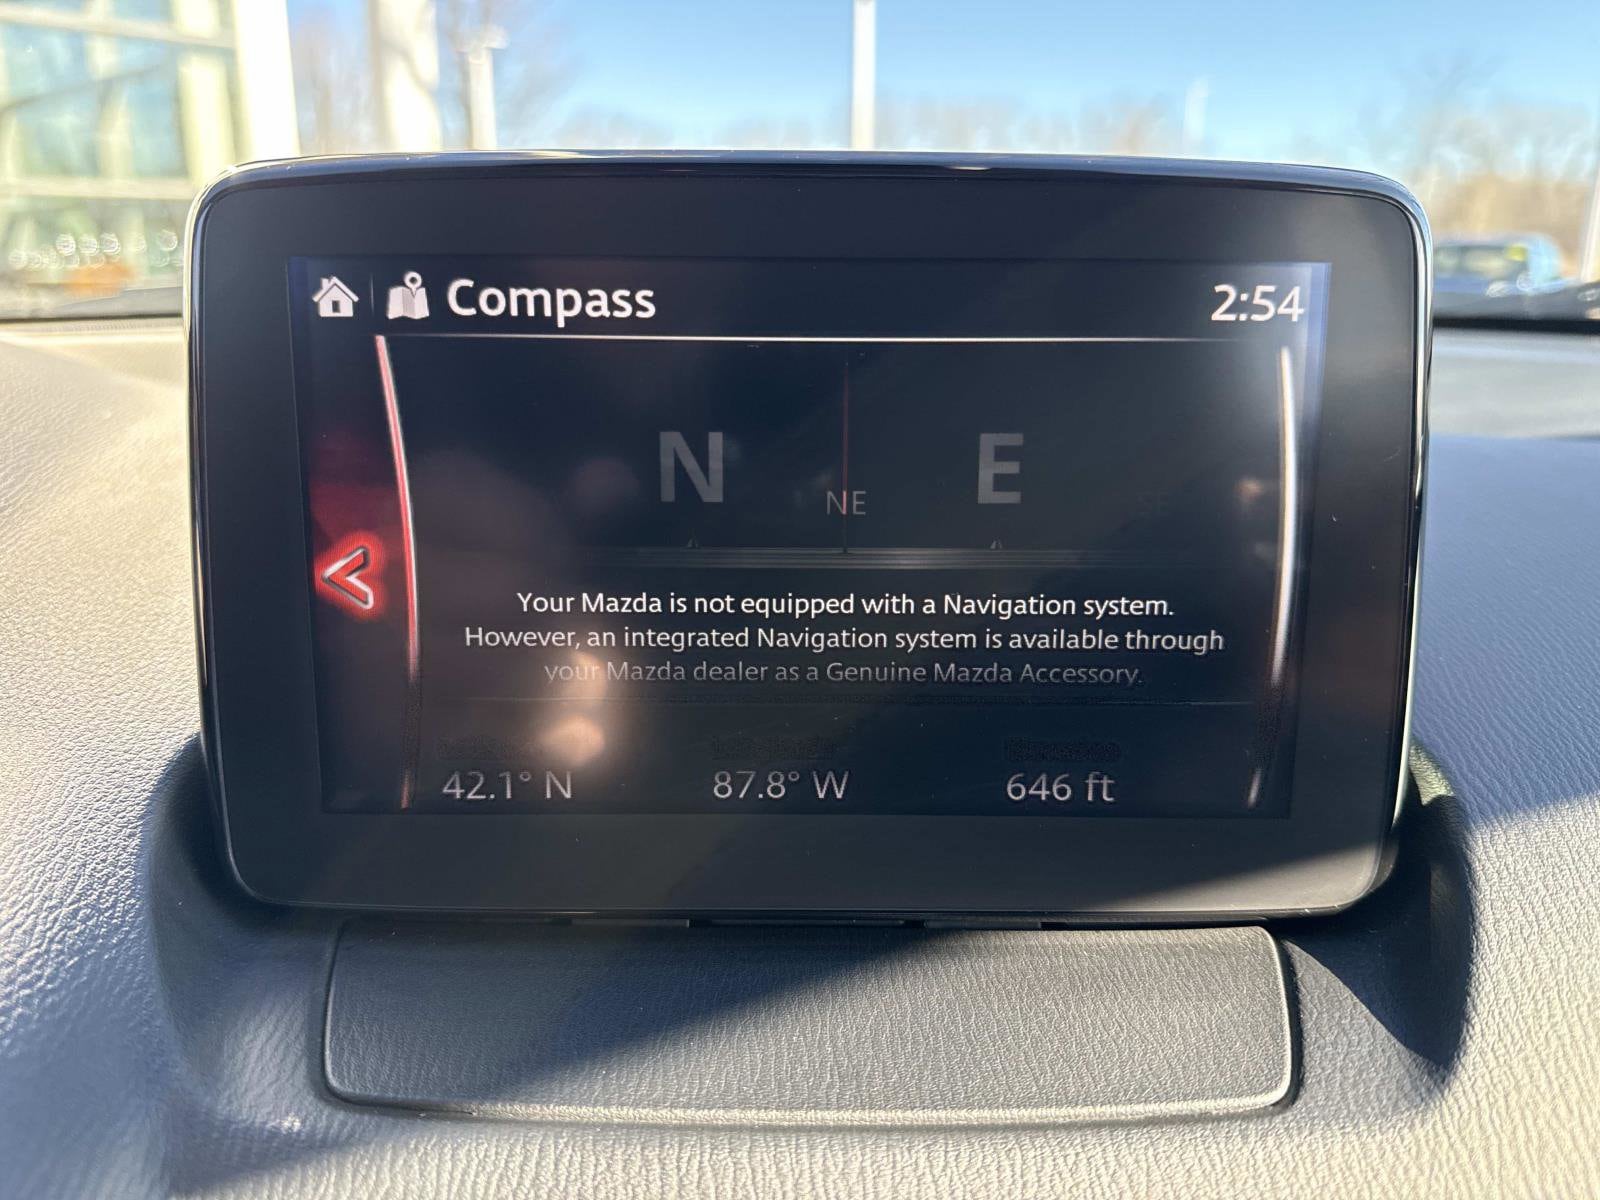 Compass
2:54
N
E
NE
SE
Your Mazda is not equipped with a Navigation system.
However, an integrated Navigation system is available through
your Mazda dealer as a Genuine Mazda Accessory.
42.1° N
87.8° W
646 ft